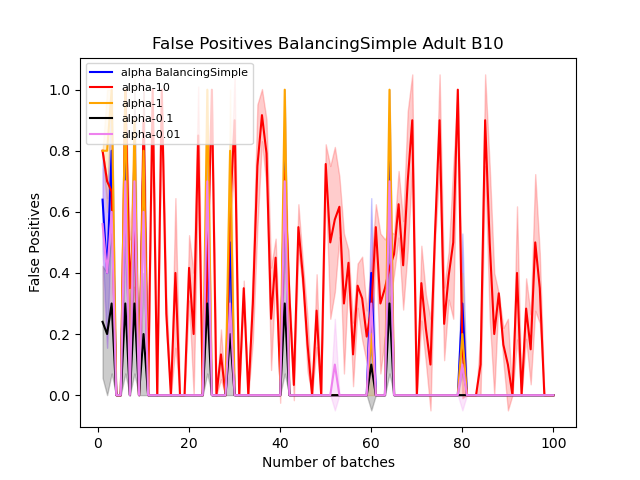 False Positives BalancingSimple Adult B10
alpha BalancingSimple
alpha-10
alpha-1
alpha-0.1
alpha-0.01
False Positives
1.0
0.8
0.6
0.4
0.2
0.0
0 20 40 60 80 100
Number of batches